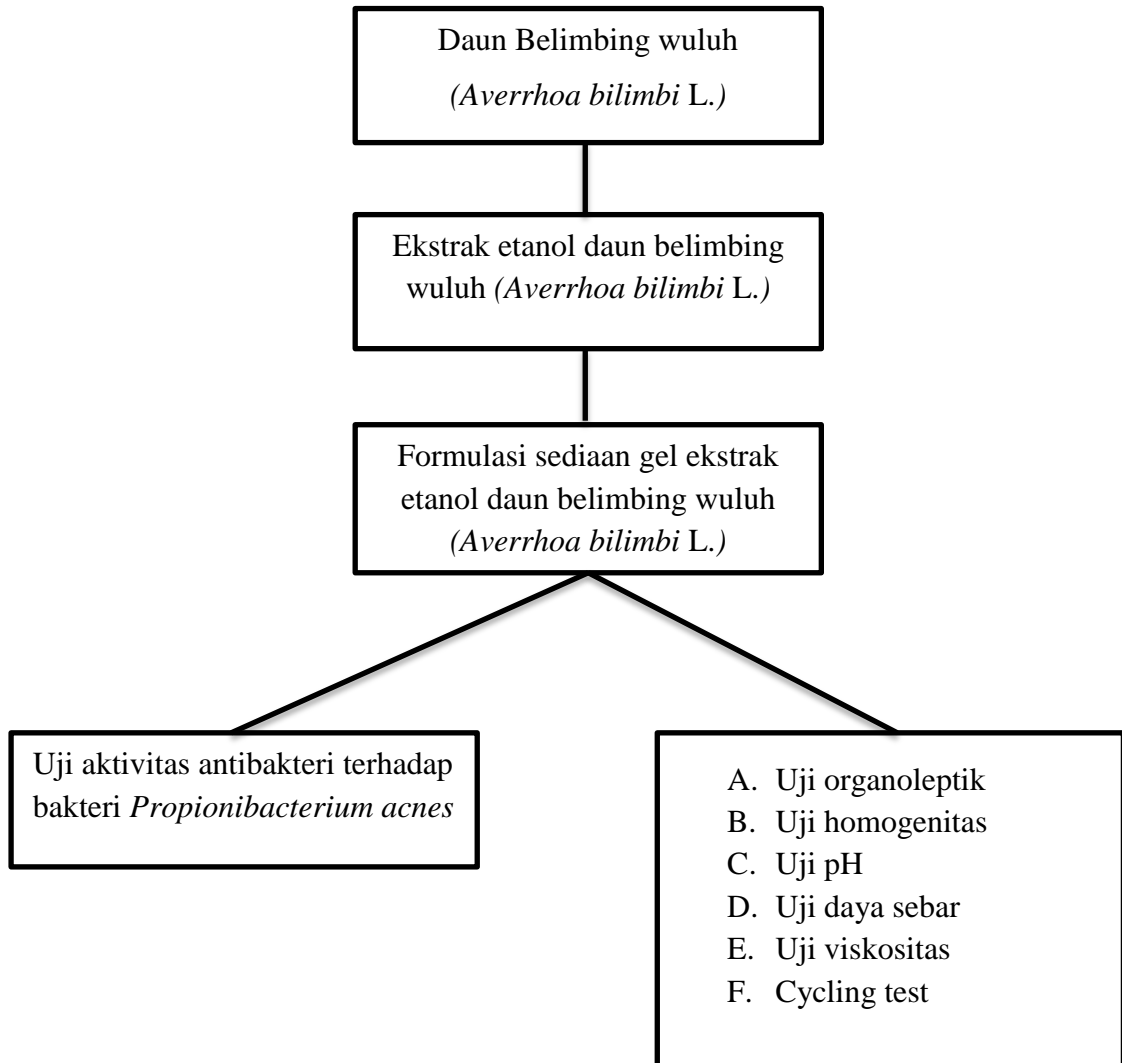 Daun Belimbing wuluh
(Averrhoa bilimbi L.)
Ekstrak etanol daun belimbing
wuluh (Averrhoa bilimbi L.)
Formulasi sediaan gel ekstrak
etanol daun belimbing wuluh
(Averrhoa bilimbi L.)
Uji aktivitas antibakteri terhadap
bakteri Propionibacterium acnes
A. Uji organoleptik
B. Uji homogenitas
C. Uji pH
D. Uji daya sebar
E. Uji viskositas
F. Cycling test